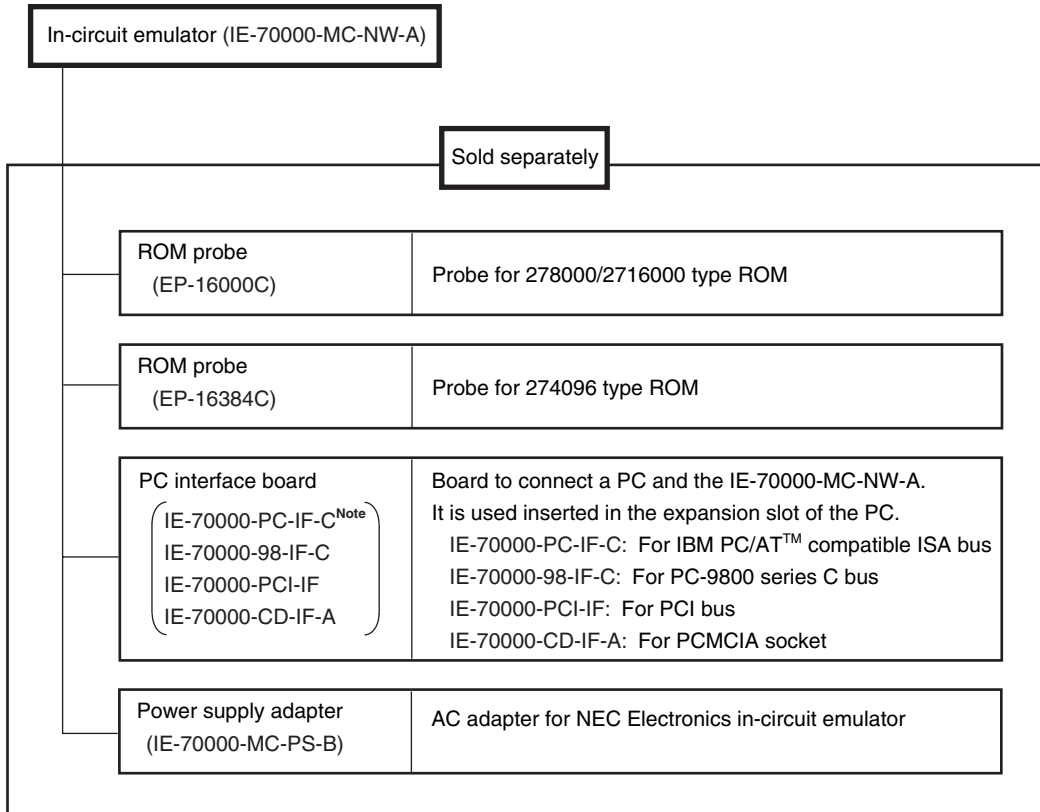 In-circuit emulator (IE-70000-MC-NW-A)
Sold separately
ROM probe
(EP-16000C)
Probe for 278000/2716000 type ROM
ROM probe
(EP-16384C)
Probe for 274096 type ROM
PC interface board
IE-70000-PC-IF-CNote
IE-70000-98-IF-C
IE-70000-PCI-IF
IE-70000-CD-IF-A
Board to connect a PC and the IE-70000-MC-NW-A.
It is used inserted in the expansion slot of the PC.
IE-70000-PC-IF-C: For IBM PC/AT™ compatible ISA bus
IE-70000-98-IF-C: For PC-9800 series C bus
IE-70000-PCI-IF: For PCI bus
IE-70000-CD-IF-A: For PCMCIA socket
Power supply adapter
(IE-70000-MC-PS-B)
AC adapter for NEC Electronics in-circuit emulator